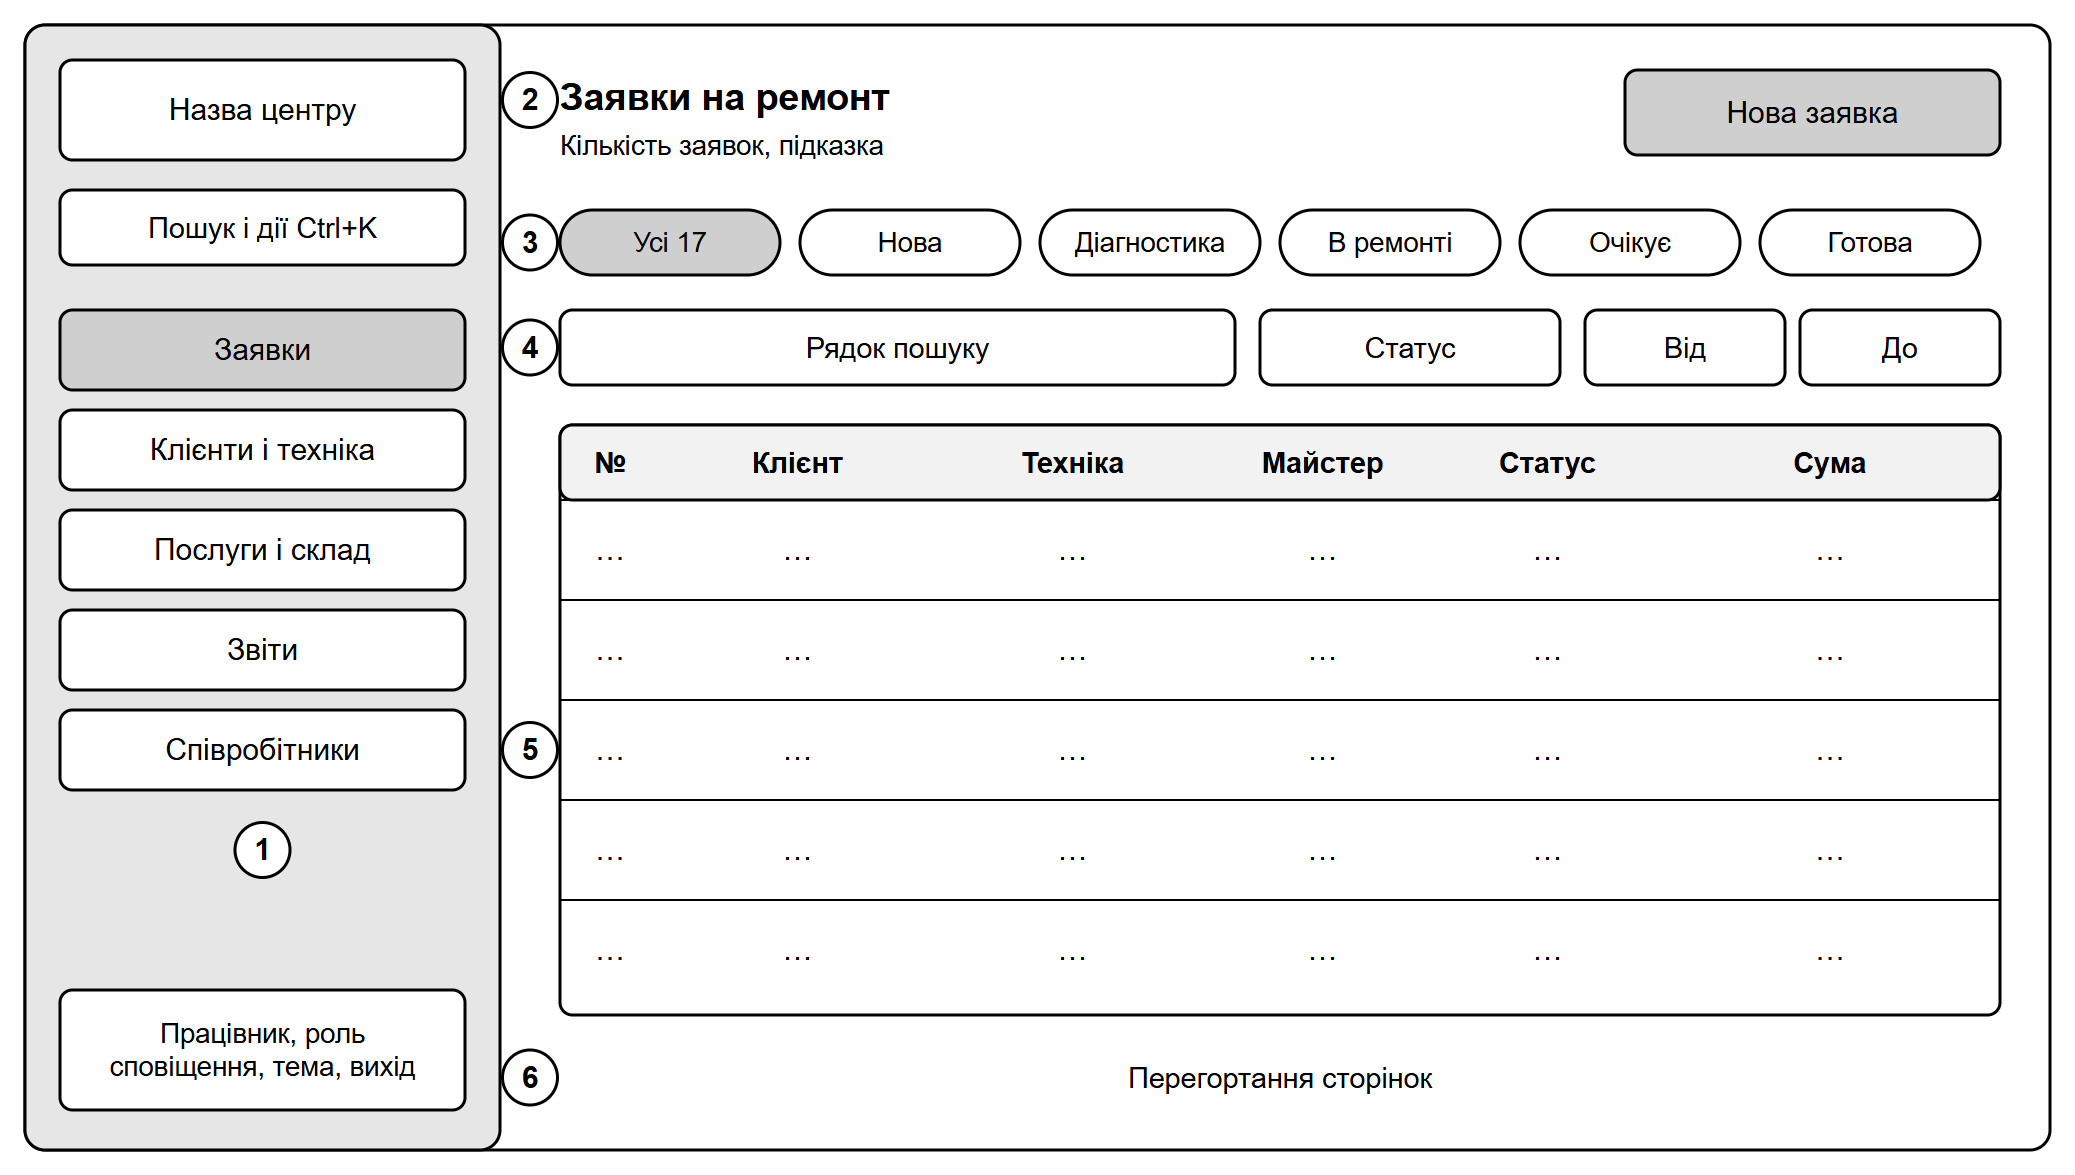 Назва центру
Пошук і дії Ctrl+K
Заявки
Клієнти і техніка
Послуги і склад
Звіти
Співробітники
1
Працівник, роль
сповіщення, тема, вихід
2 Заявки на ремонт
Кількість заявок, підказка
Нова заявка
3 Усі 17 Нова Діагностика В ремонті Очікує Готова
4 Рядок пошуку Статус Від До
№ Клієнт Техніка Майстер Статус Сума
... ... ... ... ... ...
... ... ... ... ... ...
5 ... ... ... ... ... ...
... ... ... ... ... ...
... ... ... ... ... ...
6 Перегортання сторінок